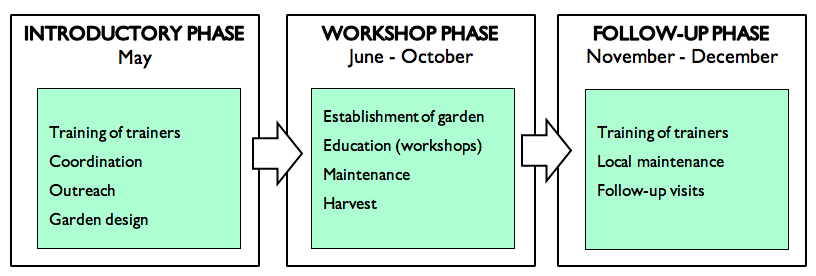 INTRODUCTORY PHASE
May
Training of trainers
Coordination
Outreach
Garden design
WORKSHOP PHASE
June - October
Establishment of garden
Education (workshops)
Maintenance
Harvest
FOLLOW-UP PHASE
November - December
Training of trainers
Local maintenance
Follow-up visits